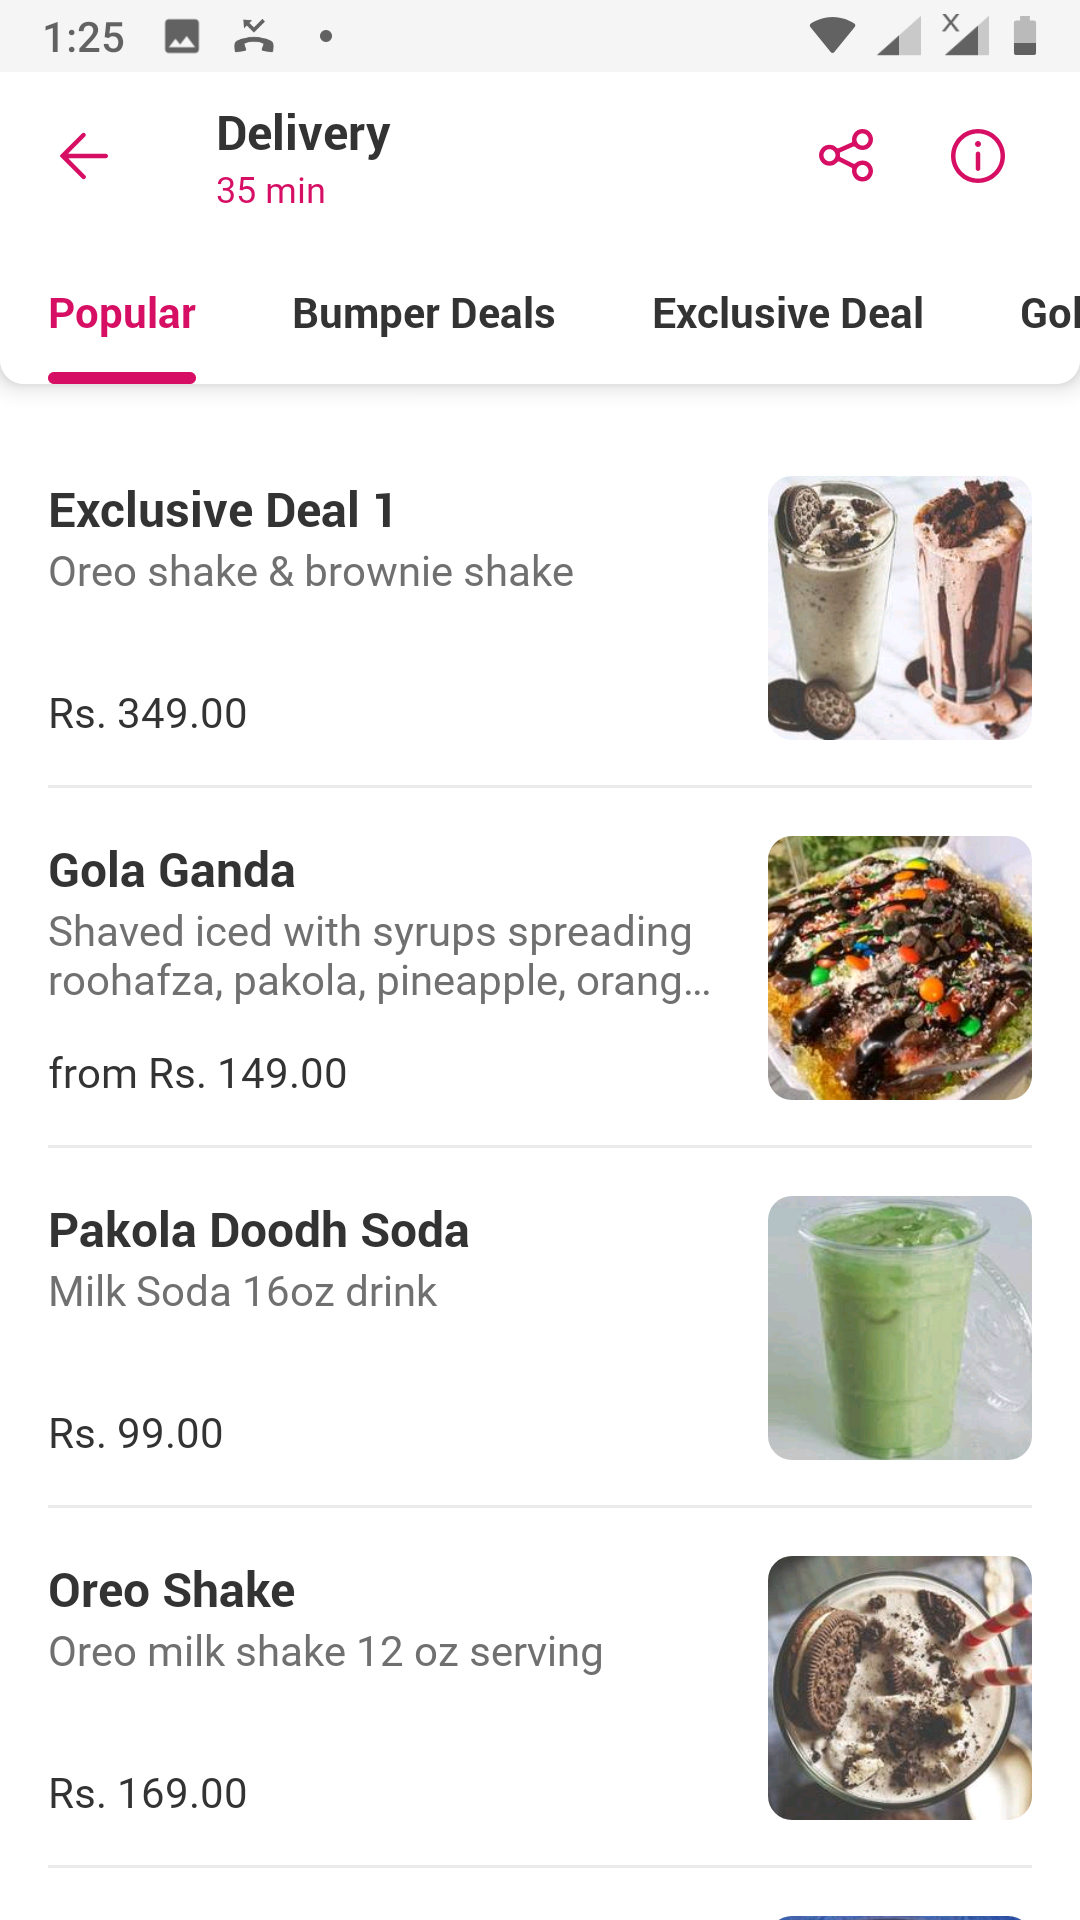 1:25
Delivery
35 min
Popular
Bumper Deals
Exclusive Deal
Gol
Exclusive Deal 1
Oreo shake & brownie shake
Rs. 349.00
Gola Ganda
Shaved iced with syrups spreading
roohafza, pakola, pineapple, orang...
from Rs. 149.00
Pakola Doodh Soda
Milk Soda 16oz drink
Rs. 99.00
Oreo Shake
Oreo milk shake 12 oz serving
Rs. 169.00